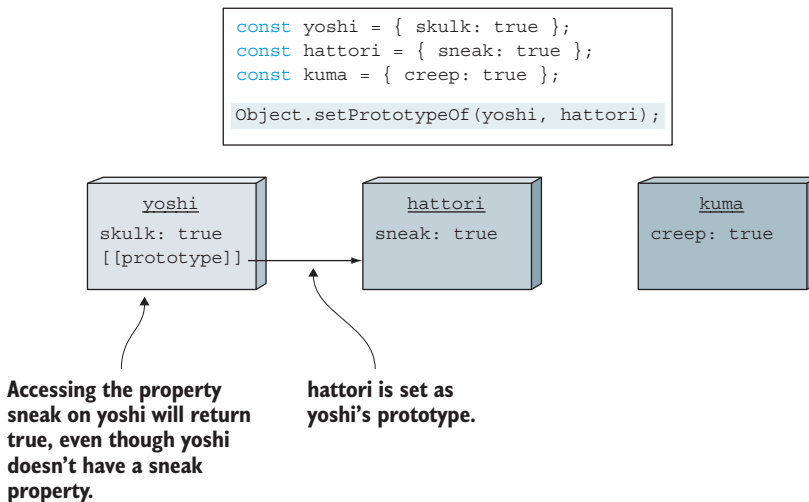 const yoshi = { skulk: true };
const hattori = { sneak: true };
const kuma = { creep: true };
Object.setPrototypeOf(yoshi, hattori);
yoshi
skulk: true
[[prototype]]
hattori
sneak: true
kuma
creep: true
Accessing the property
sneak on yoshi will return
true, even though yoshi
doesn't have a sneak
property.
hattori is set as
yoshi's prototype.